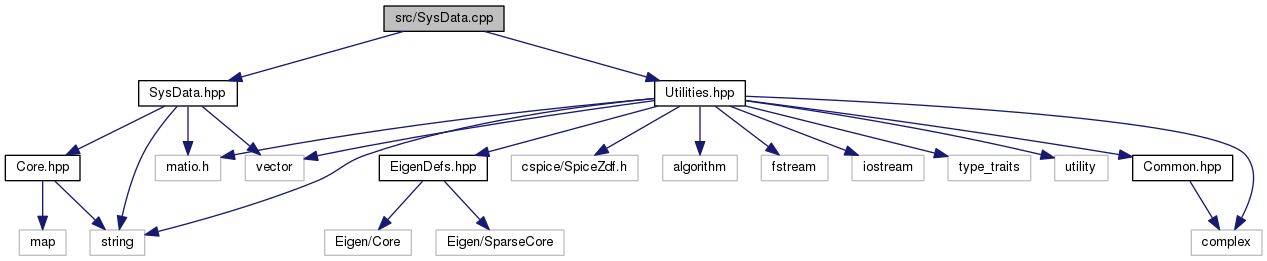 src/SysData.cpp
SysData.hpp
Utilities.hpp
Core.hpp
matio.h
vector
EigenDefs.hpp
cspice/SpiceZdf.h
algorithm
fstream
iostream
type_traits
utility
Common.hpp
map
string
Eigen/Core
Eigen/SparseCore
complex